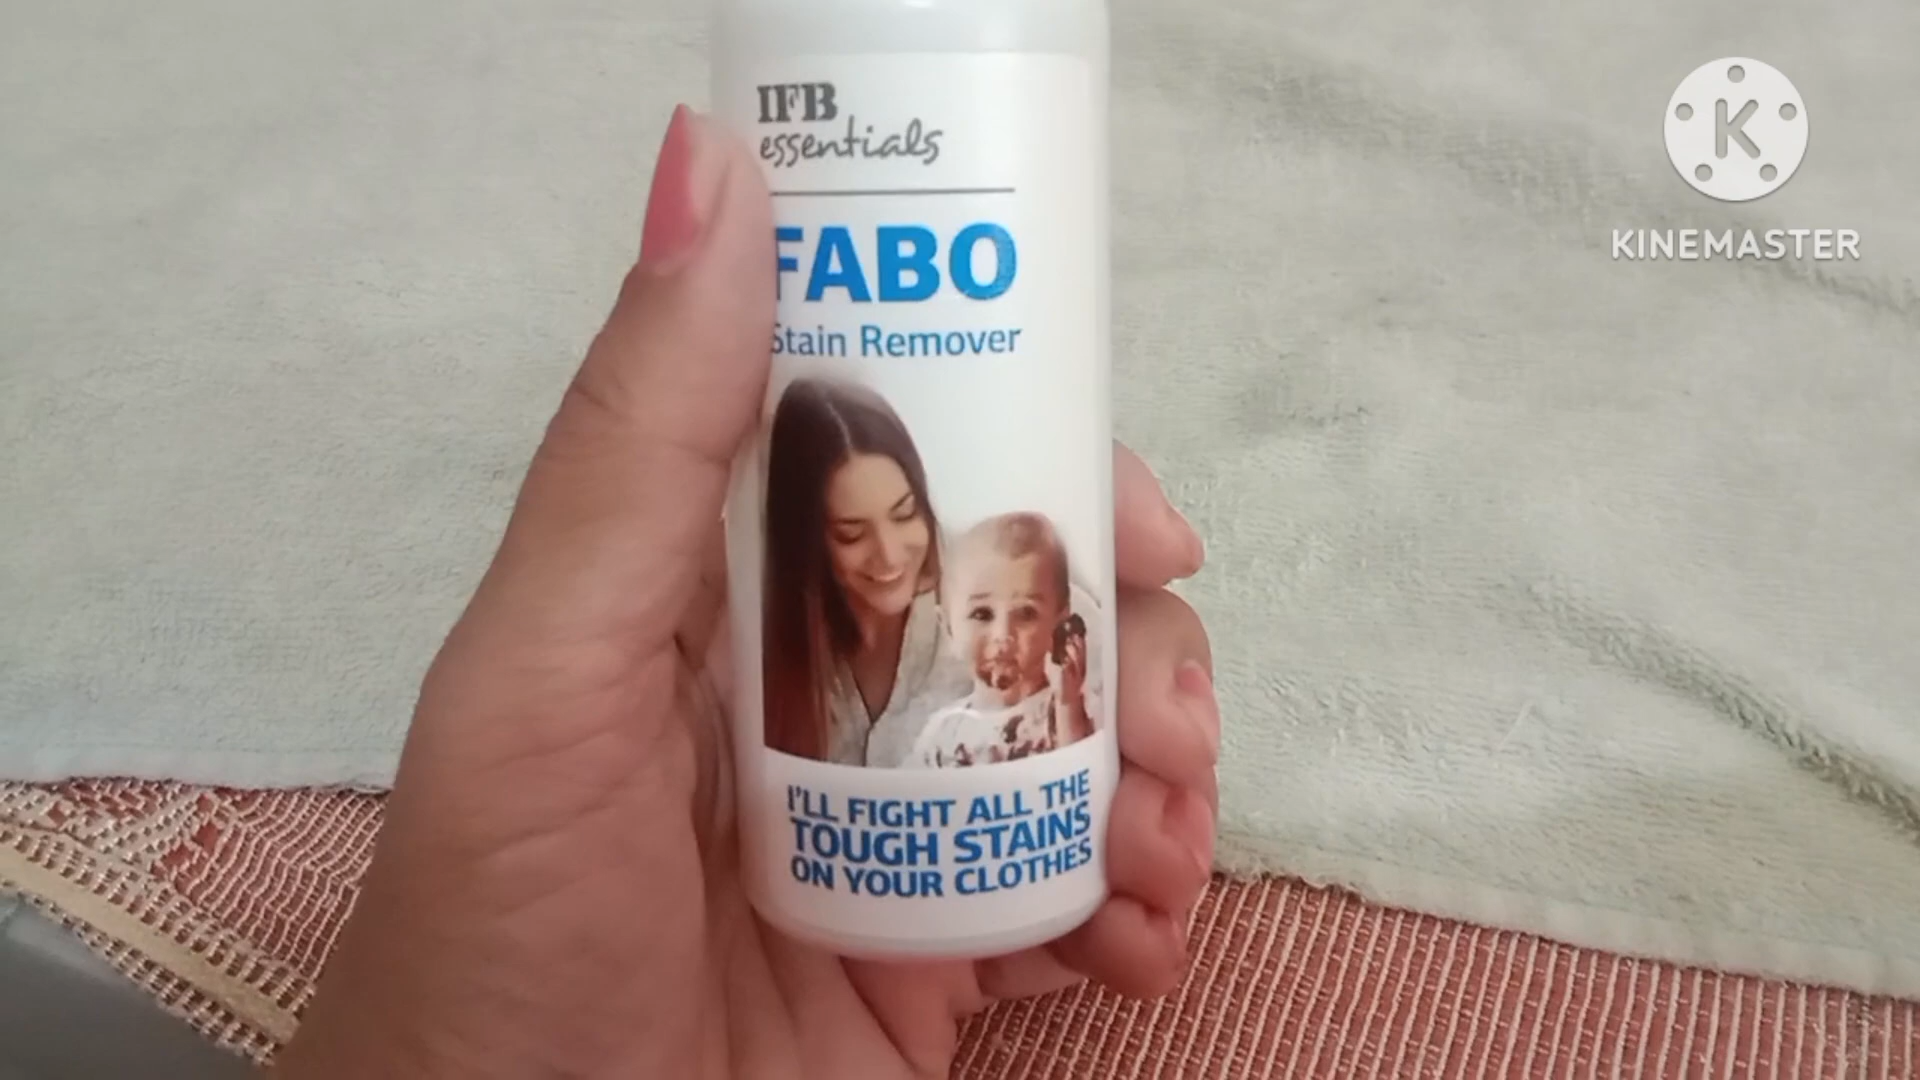 IFB
essentials
FABO
Stain Remover
I'LL FIGHT ALL THE
TOUGH STAINS
ON YOUR CLOTHES
K
KINEMASTER